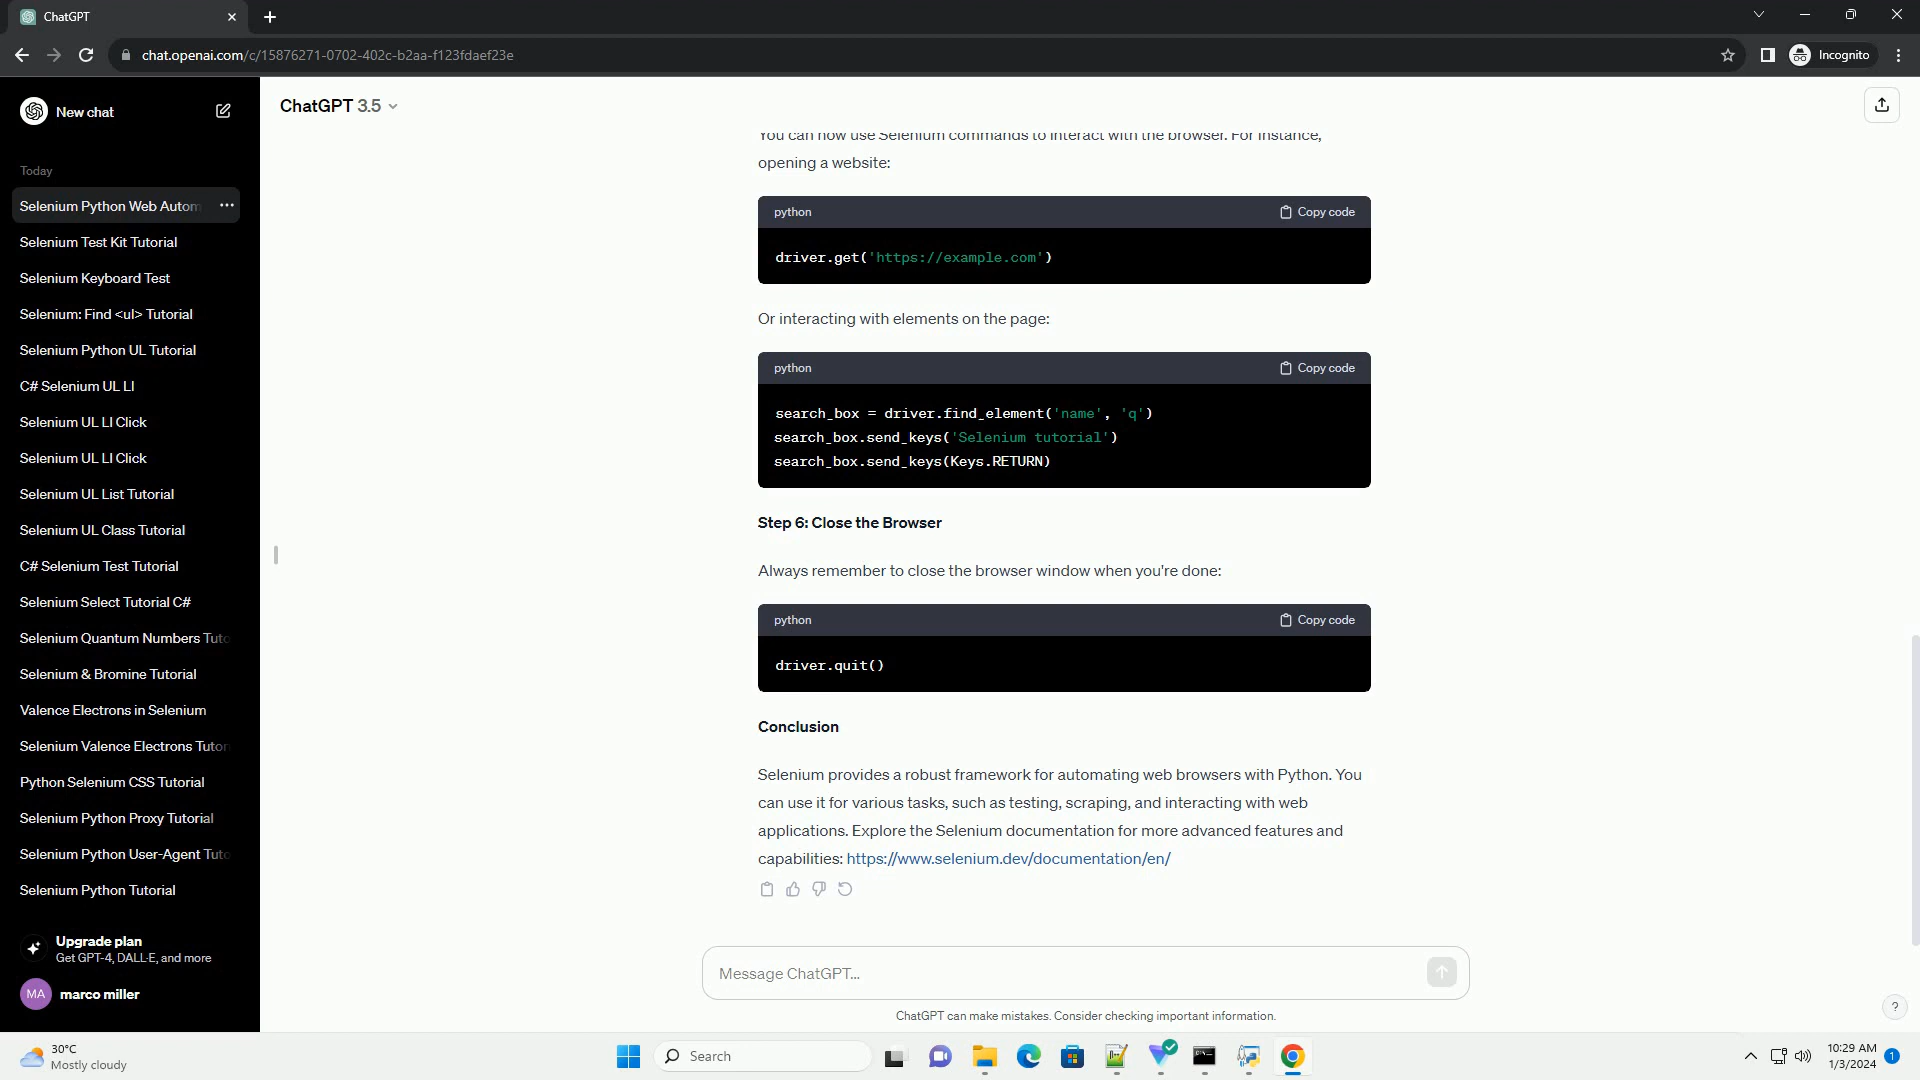 ChatGPT
chat.openai.com/c/15876271-0702-402c-b2aa-f123fdaef23e
Incognito
New chat
Today
Selenium Python Web Autom
Selenium Test Kit Tutorial
Selenium Keyboard Test
Selenium: Find <ul> Tutorial
Selenium Python UL Tutorial
C# Selenium UL LI
Selenium UL LI Click
Selenium UL LI Click
Selenium UL List Tutorial
Selenium UL Class Tutorial
C# Selenium Test Tutorial
Selenium Select Tutorial C#
Selenium Quantum Numbers Tuto
Selenium & Bromine Tutorial
Valence Electrons in Selenium
Selenium Valence Electrons Tutor
Python Selenium CSS Tutorial
Selenium Python Proxy Tutorial
Selenium Python User-Agent Tuto
Selenium Python Tutorial
Upgrade plan
Get GPT-4, DALL·E, and more
MA
marco miller
ChatGPT 3.5
You can now use Selenium commands to interact with the browser. For instance,
opening a website:
python
Copy code
driver.get('https://example.com')
Or interacting with elements on the page:
python
Copy code
search_box = driver.find_element('name', 'q')
search_box.send_keys('Selenium tutorial')
search_box.send_keys(Keys.RETURN)
Step 6: Close the Browser
Always remember to close the browser window when you're done:
python
Copy code
driver.quit()
Conclusion
Selenium provides a robust framework for automating web browsers with Python. You
can use it for various tasks, such as testing, scraping, and interacting with web
applications. Explore the Selenium documentation for more advanced features and
capabilities: https://www.selenium.dev/documentation/en/
Message ChatGPT...
ChatGPT can make mistakes. Consider checking important information.
?
30°C
Mostly cloudy
Search
10:29 AM
1/3/2024
1